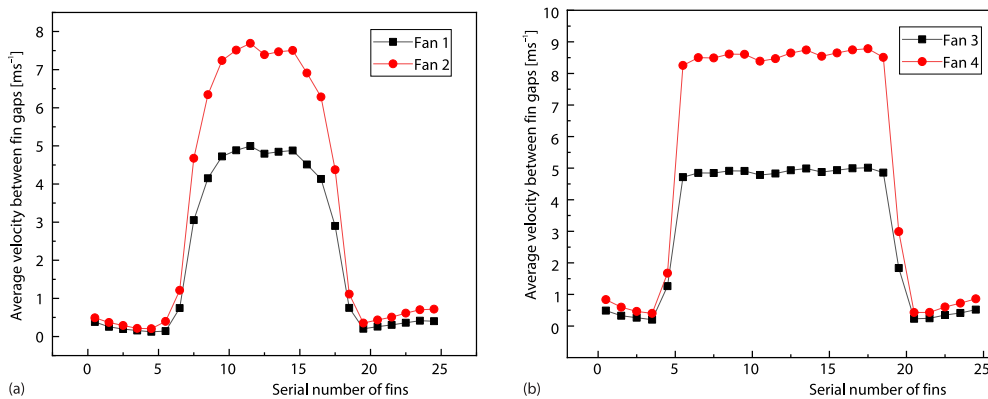 Average velocity between fin gaps [ms⁻¹]
8
7
6
5
4
3
2
1
0
Fan 1
Fan 2
0 5 10 15 20 25
(a) Serial number of fins
Average velocity between fin gaps [ms⁻¹]
10
9
8
7
6
5
4
3
2
1
0
Fan 3
Fan 4
0 5 10 15 20 25
(b) Serial number of fins